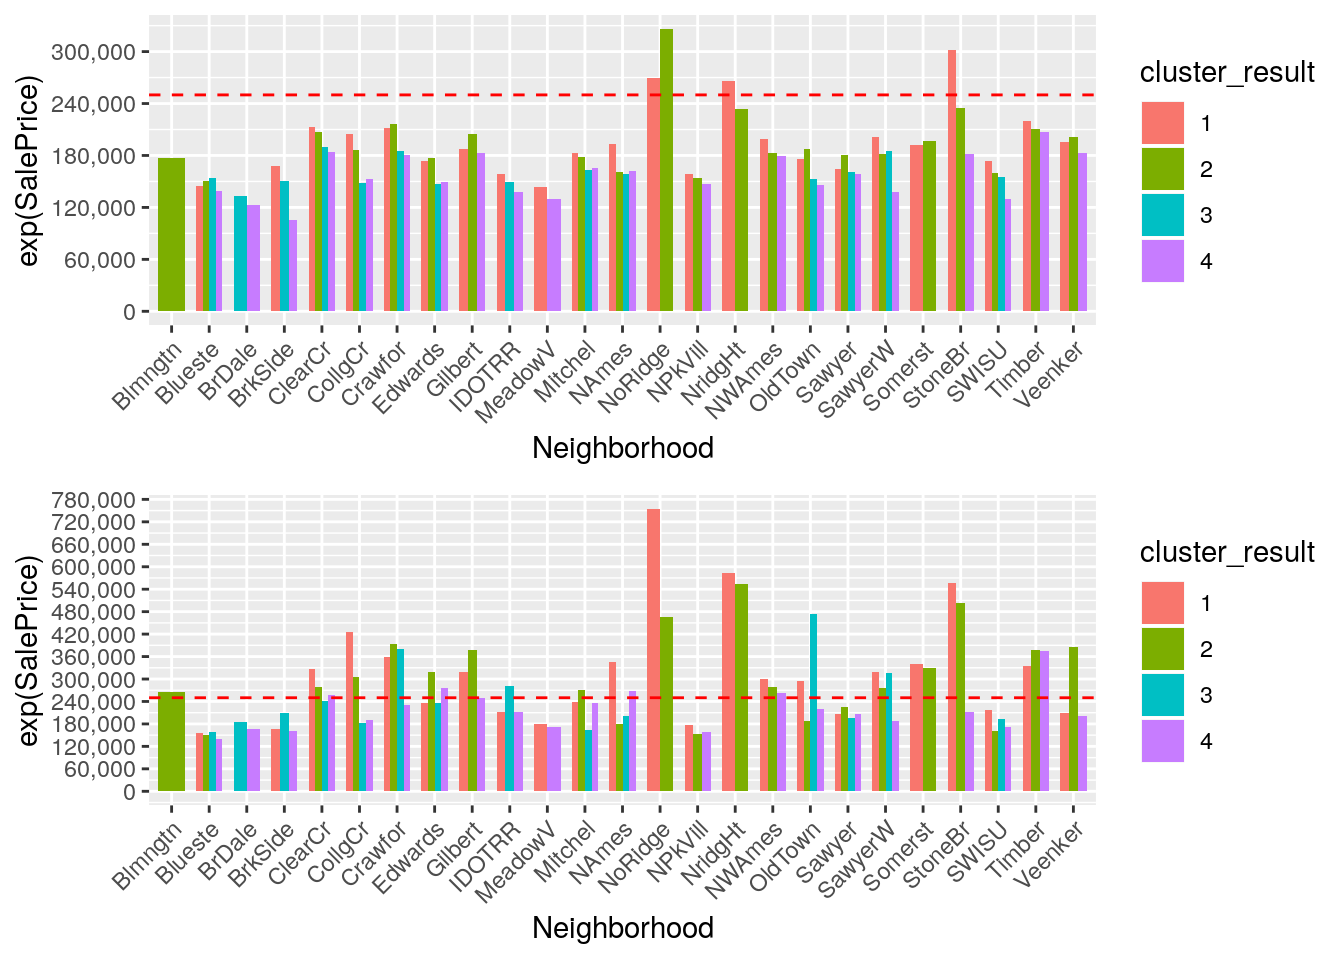 300,000
240,000
180,000
120,000
60,000
0
exp(SalePrice)
Blmngtn
Blueste
BrDale
BrkSide
ClearCr
CollgCr
Crawfor
Edwards
Gilbert
IDOTRR
MeadowV
Mitchel
NAmes
NoRidge
NPkVill
NridgHt
NWAmes
OldTown
Sawyer
SawyerW
Somerst
StoneBr
SWISU
Timber
Veenker
Neighborhood
cluster_result
1
2
3
4
780,000
720,000
660,000
600,000
540,000
480,000
420,000
360,000
300,000
240,000
180,000
120,000
60,000
0
exp(SalePrice)
Blmngtn
Blueste
BrDale
BrkSide
ClearCr
CollgCr
Crawfor
Edwards
Gilbert
IDOTRR
MeadowV
Mitchel
NAmes
NoRidge
NPkVill
NridgHt
NWAmes
OldTown
Sawyer
SawyerW
Somerst
StoneBr
SWISU
Timber
Veenker
Neighborhood
cluster_result
1
2
3
4